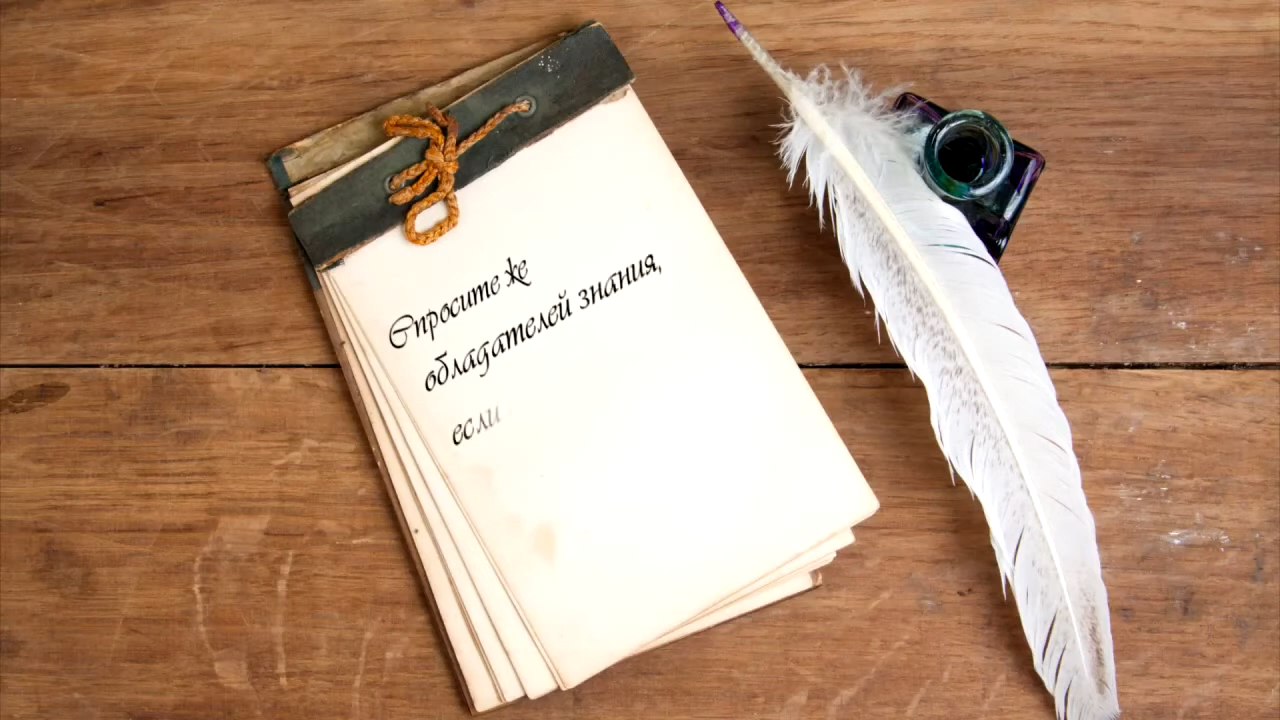 Спросите же
обладателей знания,
если